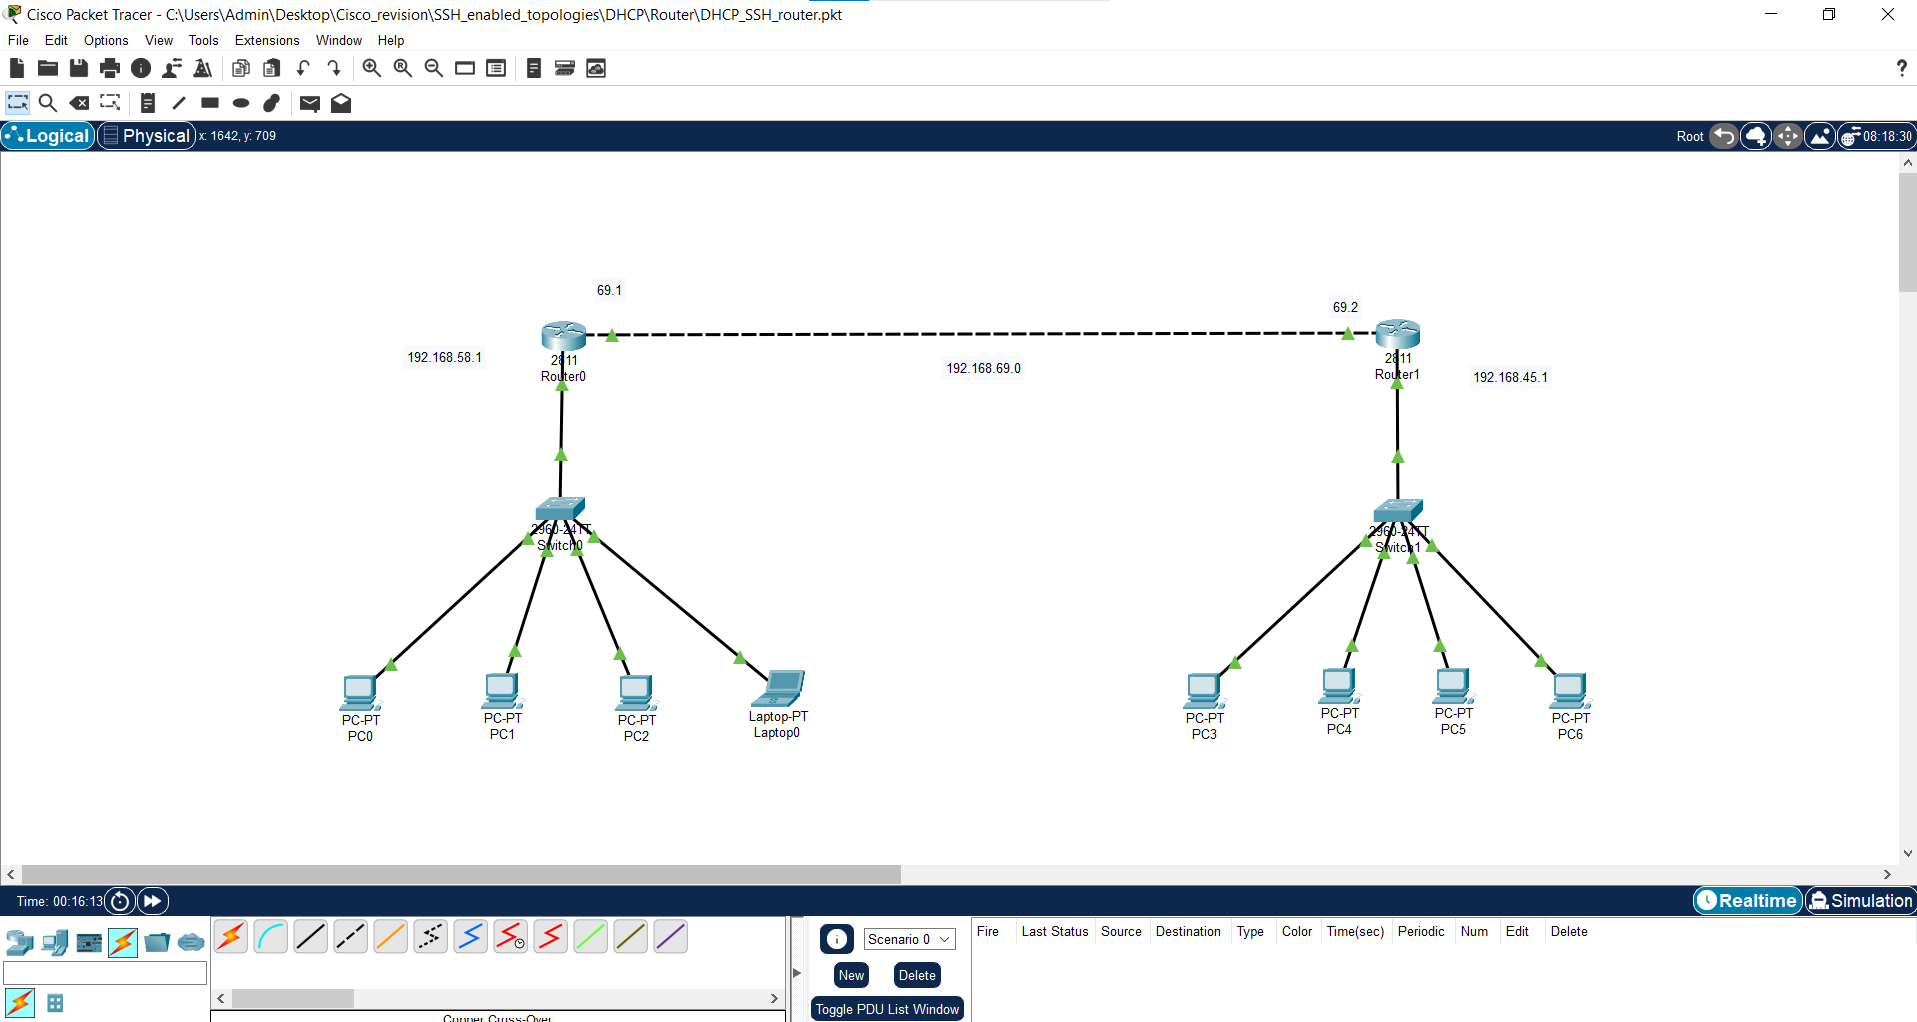 Cisco Packet Tracer - C:\Users\Admin\Desktop\Cisco_revision\SSH_enabled_topologies\DHCP\Router\DHCP_SSH_router.pkt
File Edit Options View Tools Extensions Window Help
?
Logical Physical x: 1642, y: 709 Root 08:18:30
69.1
69.2
192.168.58.1
2811
Router0
192.168.69.0
2811
Router1
192.168.45.1
2960-24TT
Switch0
2960-24TT
Switch1
PC-PT
PC0
PC-PT
PC1
PC-PT
PC2
Laptop-PT
Laptop0
PC-PT
PC3
PC-PT
PC4
PC-PT
PC5
PC-PT
PC6
Time: 00:16:13 Realtime Simulation
Scenario 0
New Delete
Toggle PDU List Window
Fire Last Status Source Destination Type Color Time(sec) Periodic Num Edit Delete
Copper Cross-Over